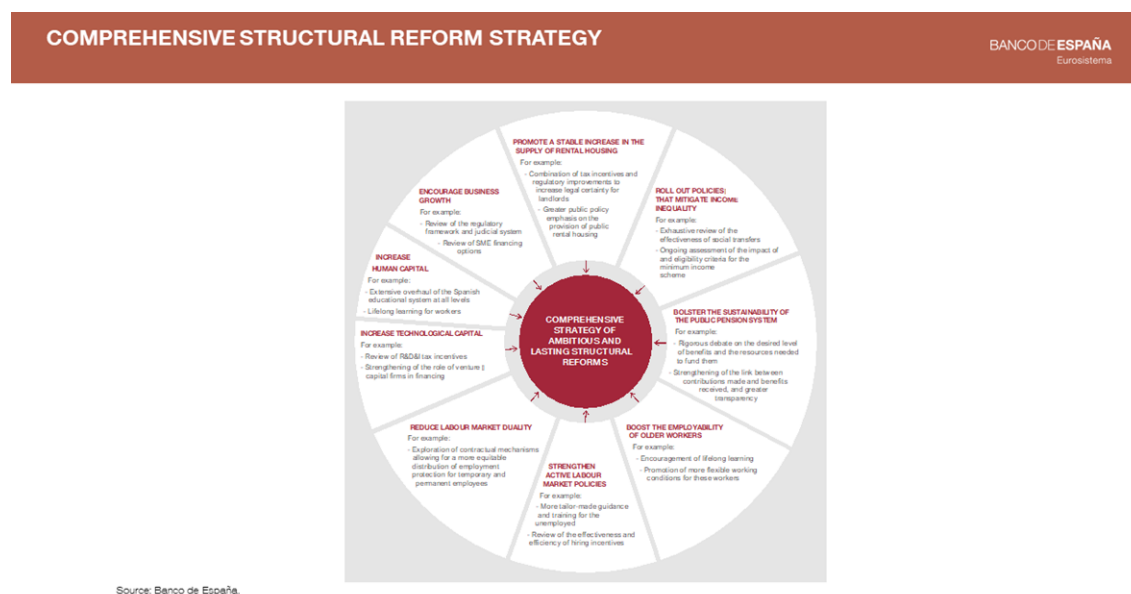 COMPREHENSIVE STRUCTURAL REFORM STRATEGY
BANCO DE ESPAÑA
Eurosistema
PROMOTE A STABLE INCREASE IN THE
SUPPLY OF RENTAL HOUSING
For example:
- Combination of tax incentives and
regulatory improvements to
increase legal certainty for
landlords
- Greater public policy
emphasis on the
provision of public
rental housing
ROLL OUT POLICIES:
THAT MITIGATE INCOME
INEQUALITY
For example:
- Exhaustive review of the
effectiveness of social transfers
- Ongoing assessment of the impact of
and eligibility criteria for the
minimum income
scheme
BOLSTER THE SUSTAINABILITY OF
THE PUBLIC PENSION SYSTEM
For example:
- Rigorous debate on the desired level
of benefits and the resources needed
to fund them
- Strengthening of the link between
contributions made and benefits
received, and greater
transparency
BOOST THE EMPLOYABILITY
OF OLDER WORKERS
For example:
- Encouragement of lifelong learning
- Promotion of more flexible working
conditions for these workers
STRENGTHEN
ACTIVE LABOUR
MARKET POLICIES
For example:
- More tailor-made guidance
and training for the
unemployed
- Review of the effectiveness and
efficiency of hiring incentives
REDUCE LABOUR MARKET DUALITY
For example:
- Exploration of contractual mechanisms
allowing for a more equitable
distribution of employment
protection for temporary and
permanent employees
INCREASE TECHNOLOGICAL CAPITAL
For example:
- Review of R&D&I tax incentives
- Strengthening of the role of venture
capital firms in financing
INCREASE
HUMAN CAPITAL
For example:
- Extensive overhaul of the Spanish
educational system at all levels
- Lifelong learning for workers
ENCOURAGE BUSINESS
GROWTH
For example:
- Review of the regulatory
framework and judicial system
- Review of SME financing
options
COMPREHENSIVE
STRATEGY OF
AMBITIOUS AND
LASTING STRUCTURAL
REFORMS
Source: Banco de España.